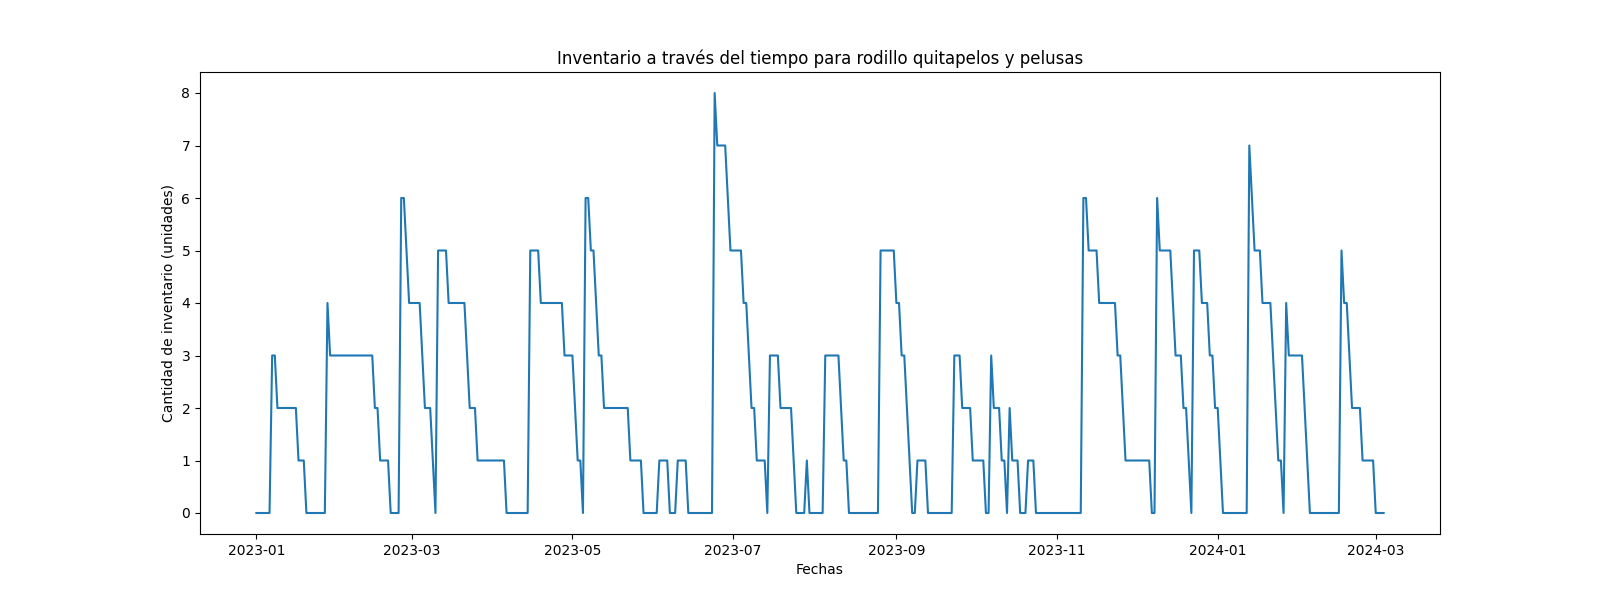 Inventario a través del tiempo para rodillo quitapelos y pelusas
Cantidad de inventario (unidades)
8
7
6
5
4
3
2
1
0
2023-01 2023-03 2023-05 2023-07 2023-09 2023-11 2024-01 2024-03
Fechas